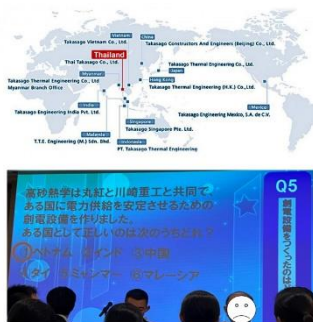 Vietnam
Takasago Vietnam Co., Ltd.
China
Takasago Constructors And Engineers (Beijing) Co., Ltd.
Thailand
Thai Takasago Co., Ltd.
Japan
Takasago Thermal Engineering Co., Ltd.
Myanmar
Takasago Thermal Engineering Co., Ltd.
Myanmar Branch Office
Hong Kong
Takasago Thermal Engineering (H.K.) Co., Ltd.
India
Takasago Engineering India Pvt. Ltd.
Mexico
Takasago Engineering Mexico, S.A. de C.V.
Singapore
Takasago Singapore Pte. Ltd.
Malaysia
T.T.E. Engineering (M.) Sdn. Bhd.
Indonesia
PT. Takasago Thermal Engineering
高砂熱学は丸紅と川崎重工と共同で
ある国に電力供給を安定させるための
創電設備を作りました。
ある国として正しいのは次のうちどれ?
①ベトナム ②インド ③中国
④タイ ⑤ミャンマー ⑥マレーシア
Q5
創電設備をつくったのは